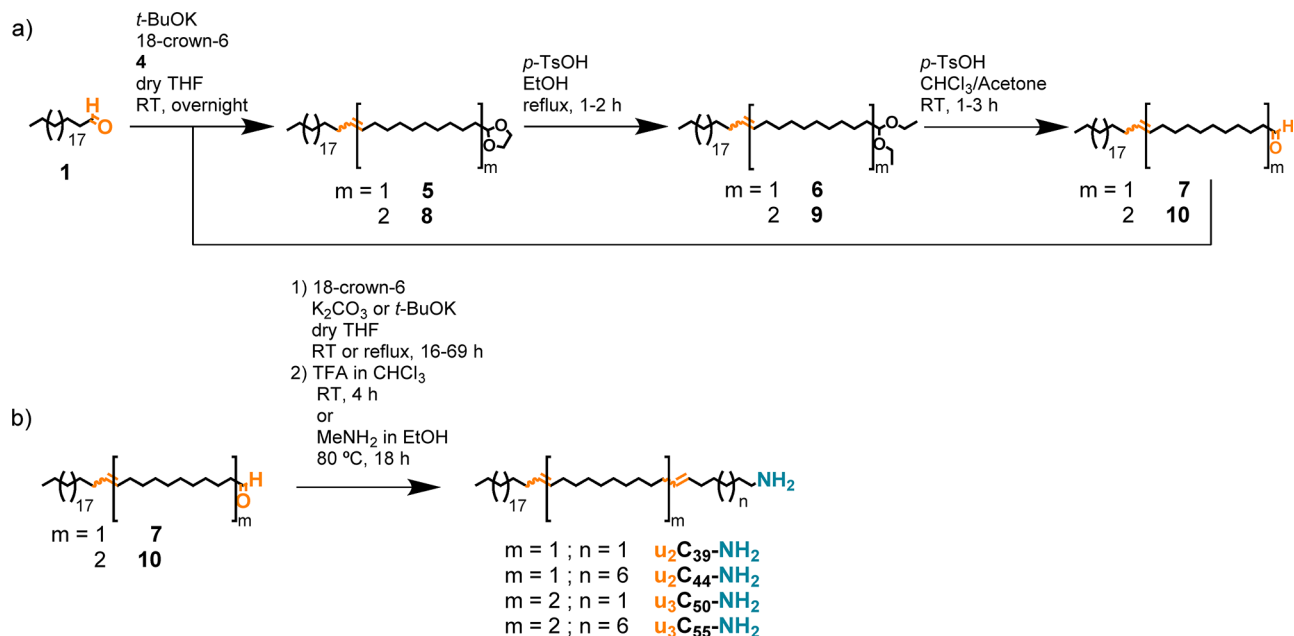 a)
t-BuOK
18-crown-6
4
dry THF
RT, overnight
p-TsOH
EtOH
reflux, 1-2 h
p-TsOH
CHCl₃/Acetone
RT, 1-3 h
H
O
17
1
17
O
O
m
m = 1 5
2 8
17
O
O
m
m = 1 6
2 9
17
H
O
m
m = 1 7
2 10
1) 18-crown-6
K₂CO₃ or t-BuOK
dry THF
RT or reflux, 16-69 h
2) TFA in CHCl₃
RT, 4 h
or
MeNH₂ in EtOH
80 ºC, 18 h
b)
17
H
O
m
m = 1 7
2 10
17
m
n
NH₂
m = 1 ; n = 1 u₂C₃₉-NH₂
m = 1 ; n = 6 u₂C₄₄-NH₂
m = 2 ; n = 1 u₃C₅₀-NH₂
m = 2 ; n = 6 u₃C₅₅-NH₂